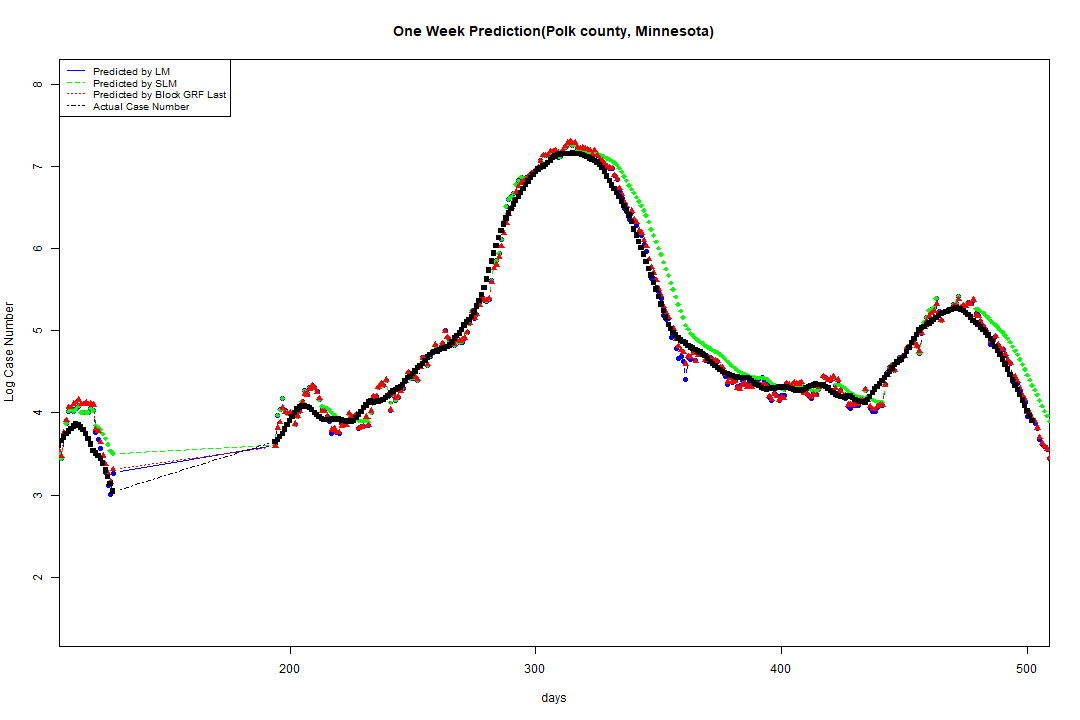 One Week Prediction(Polk county, Minnesota)
Predicted by LM
Predicted by SLM
Predicted by Block GRF Last
Actual Case Number
8
7
6
5
4
3
2
Log Case Number
200 300 400 500
days